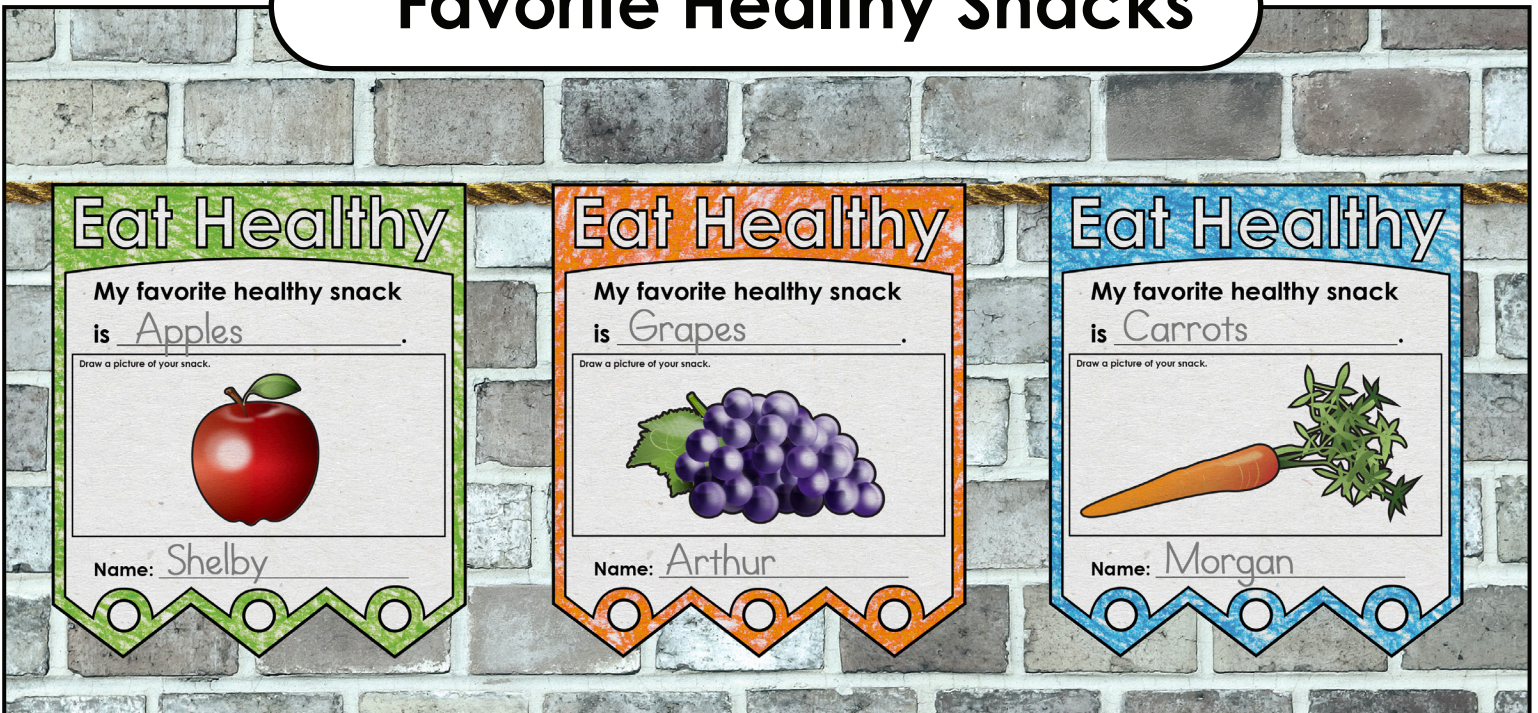 Favorite Healthy Snacks
Eat Healthy
My favorite healthy snack
is Apples.
Draw a picture of your snack.
Name: Shelby
Eat Healthy
My favorite healthy snack
is Grapes.
Draw a picture of your snack.
Name: Arthur
Eat Healthy
My favorite healthy snack
is Carrots.
Draw a picture of your snack.
Name: Morgan